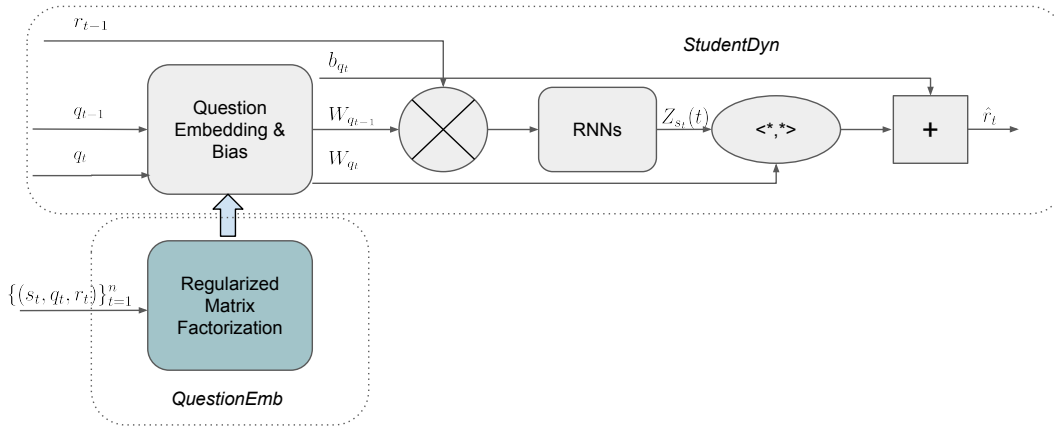 r_{t-1}
StudentDyn
b_{q_t}
q_{t-1}
Question
Embedding &
Bias
W_{q_{t-1}}
RNNs
Z_{s_t}(t)
<*,*>
+
\hat{r}_t
q_t
W_{q_t}
{(s_t, q_t, r_t)}_{t=1}^n
Regularized
Matrix
Factorization
QuestionEmb